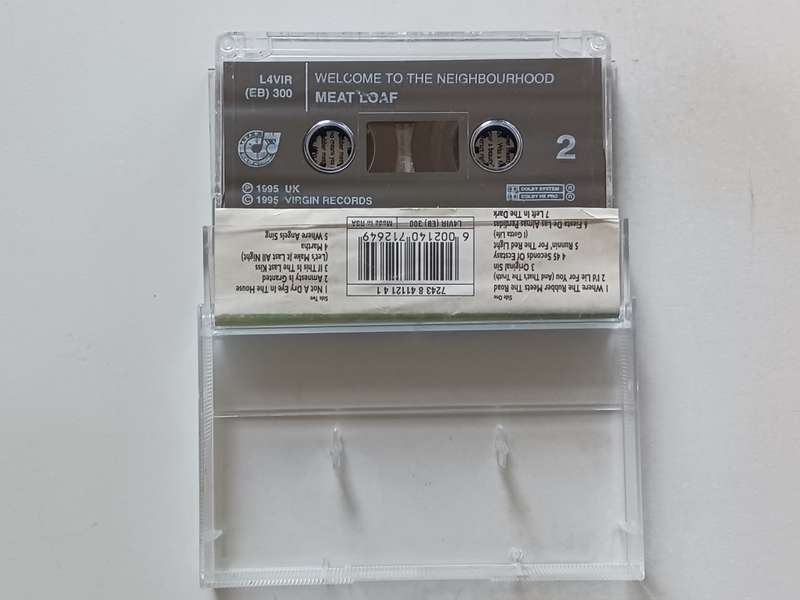 L4VIR
(EB) 300
WELCOME TO THE NEIGHBOURHOOD
MEAT LOAF
2
Ⓟ 1995 UK
© 1995 VIRGIN RECORDS
DOLBY SYSTEM ®
DOLBY HX PRO ®
Side One
1 Where The Rubber Meets The Road
2 I'd Lie For You (And That's The Truth)
3 Original Sin
4 45 Seconds Of Ecstasy
5 Runnin' For The Red Light
(I Gotta Life)
6 Fiesta De Las Almas Perdidas
7 Left In The Dark
7243 8 41121 4 1
6 002140 712649
L4VIR (EB) 300 Made in RSA
Side Two
1 Not A Dry Eye In The House
2 Amnesty Is Granted
3 If This Is The Last Kiss
(Let's Make It Last All Night)
4 Martha
5 Where Angels Sing